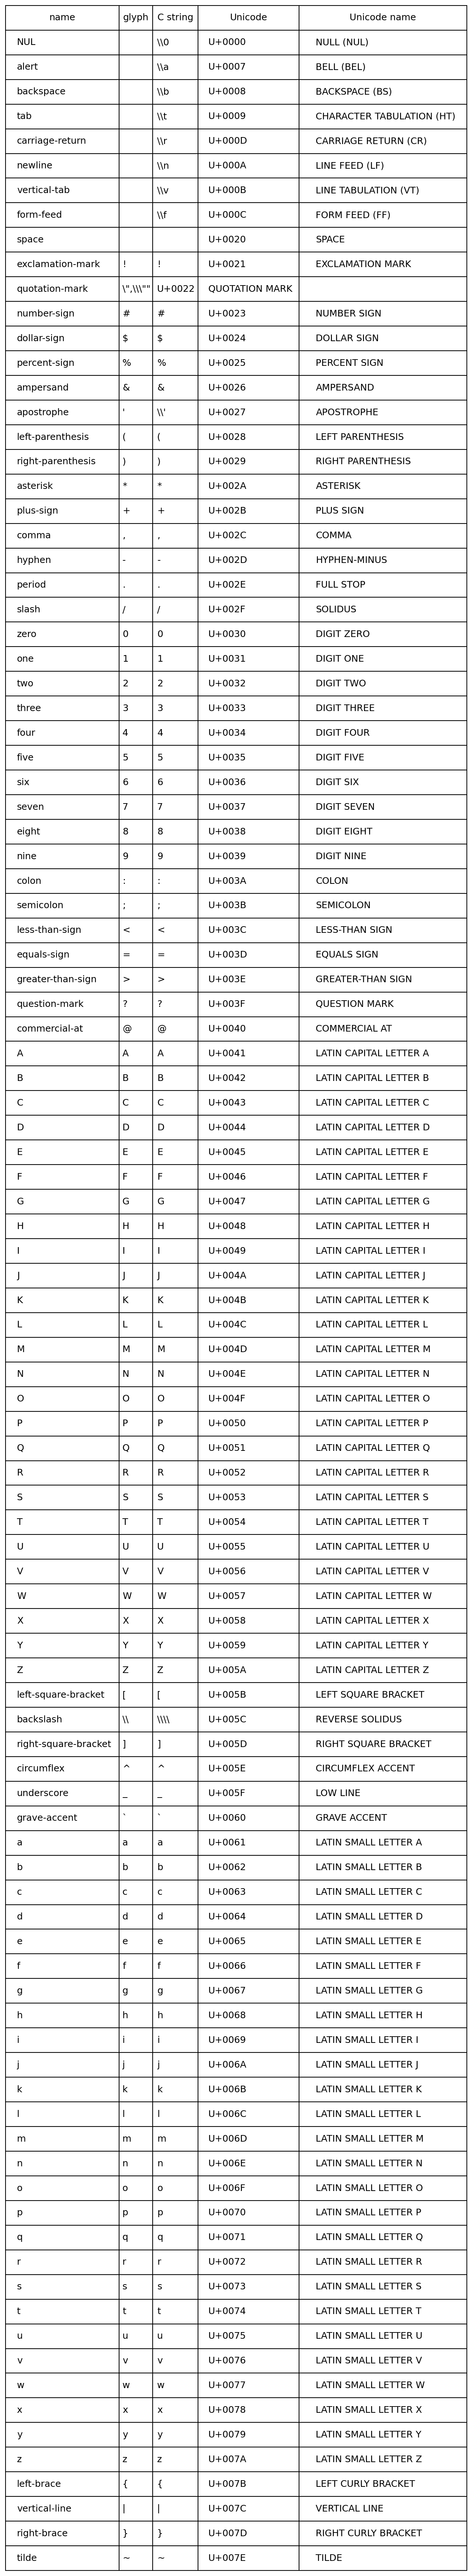 name glyph C string Unicode Unicode name
NUL \\0 U+0000 NULL (NUL)
alert \\a U+0007 BELL (BEL)
backspace \\b U+0008 BACKSPACE (BS)
tab \\t U+0009 CHARACTER TABULATION (HT)
carriage-return \\r U+000D CARRIAGE RETURN (CR)
newline \\n U+000A LINE FEED (LF)
vertical-tab \\v U+000B LINE TABULATION (VT)
form-feed \\f U+000C FORM FEED (FF)
space U+0020 SPACE
exclamation-mark ! ! U+0021 EXCLAMATION MARK
quotation-mark \",\\\"" U+0022 QUOTATION MARK
number-sign # # U+0023 NUMBER SIGN
dollar-sign $ $ U+0024 DOLLAR SIGN
percent-sign % % U+0025 PERCENT SIGN
ampersand & & U+0026 AMPERSAND
apostrophe ' \\' U+0027 APOSTROPHE
left-parenthesis ( ( U+0028 LEFT PARENTHESIS
right-parenthesis ) ) U+0029 RIGHT PARENTHESIS
asterisk * * U+002A ASTERISK
plus-sign + + U+002B PLUS SIGN
comma , , U+002C COMMA
hyphen - - U+002D HYPHEN-MINUS
period . . U+002E FULL STOP
slash / / U+002F SOLIDUS
zero 0 0 U+0030 DIGIT ZERO
one 1 1 U+0031 DIGIT ONE
two 2 2 U+0032 DIGIT TWO
three 3 3 U+0033 DIGIT THREE
four 4 4 U+0034 DIGIT FOUR
five 5 5 U+0035 DIGIT FIVE
six 6 6 U+0036 DIGIT SIX
seven 7 7 U+0037 DIGIT SEVEN
eight 8 8 U+0038 DIGIT EIGHT
nine 9 9 U+0039 DIGIT NINE
colon : : U+003A COLON
semicolon ; ; U+003B SEMICOLON
less-than-sign < < U+003C LESS-THAN SIGN
equals-sign = = U+003D EQUALS SIGN
greater-than-sign > > U+003E GREATER-THAN SIGN
question-mark ? ? U+003F QUESTION MARK
commercial-at @ @ U+0040 COMMERCIAL AT
A A A U+0041 LATIN CAPITAL LETTER A
B B B U+0042 LATIN CAPITAL LETTER B
C C C U+0043 LATIN CAPITAL LETTER C
D D D U+0044 LATIN CAPITAL LETTER D
E E E U+0045 LATIN CAPITAL LETTER E
F F F U+0046 LATIN CAPITAL LETTER F
G G G U+0047 LATIN CAPITAL LETTER G
H H H U+0048 LATIN CAPITAL LETTER H
I I I U+0049 LATIN CAPITAL LETTER I
J J J U+004A LATIN CAPITAL LETTER J
K K K U+004B LATIN CAPITAL LETTER K
L L L U+004C LATIN CAPITAL LETTER L
M M M U+004D LATIN CAPITAL LETTER M
N N N U+004E LATIN CAPITAL LETTER N
O O O U+004F LATIN CAPITAL LETTER O
P P P U+0050 LATIN CAPITAL LETTER P
Q Q Q U+0051 LATIN CAPITAL LETTER Q
R R R U+0052 LATIN CAPITAL LETTER R
S S S U+0053 LATIN CAPITAL LETTER S
T T T U+0054 LATIN CAPITAL LETTER T
U U U U+0055 LATIN CAPITAL LETTER U
V V V U+0056 LATIN CAPITAL LETTER V
W W W U+0057 LATIN CAPITAL LETTER W
X X X U+0058 LATIN CAPITAL LETTER X
Y Y Y U+0059 LATIN CAPITAL LETTER Y
Z Z Z U+005A LATIN CAPITAL LETTER Z
left-square-bracket [ [ U+005B LEFT SQUARE BRACKET
backslash \\ \\\\ U+005C REVERSE SOLIDUS
right-square-bracket ] ] U+005D RIGHT SQUARE BRACKET
circumflex ^ ^ U+005E CIRCUMFLEX ACCENT
underscore _ _ U+005F LOW LINE
grave-accent ` ` U+0060 GRAVE ACCENT
a a a U+0061 LATIN SMALL LETTER A
b b b U+0062 LATIN SMALL LETTER B
c c c U+0063 LATIN SMALL LETTER C
d d d U+0064 LATIN SMALL LETTER D
e e e U+0065 LATIN SMALL LETTER E
f f f U+0066 LATIN SMALL LETTER F
g g g U+0067 LATIN SMALL LETTER G
h h h U+0068 LATIN SMALL LETTER H
i i i U+0069 LATIN SMALL LETTER I
j j j U+006A LATIN SMALL LETTER J
k k k U+006B LATIN SMALL LETTER K
l l l U+006C LATIN SMALL LETTER L
m m m U+006D LATIN SMALL LETTER M
n n n U+006E LATIN SMALL LETTER N
o o o U+006F LATIN SMALL LETTER O
p p p U+0070 LATIN SMALL LETTER P
q q q U+0071 LATIN SMALL LETTER Q
r r r U+0072 LATIN SMALL LETTER R
s s s U+0073 LATIN SMALL LETTER S
t t t U+0074 LATIN SMALL LETTER T
u u u U+0075 LATIN SMALL LETTER U
v v v U+0076 LATIN SMALL LETTER V
w w w U+0077 LATIN SMALL LETTER W
x x x U+0078 LATIN SMALL LETTER X
y y y U+0079 LATIN SMALL LETTER Y
z z z U+007A LATIN SMALL LETTER Z
left-brace { { U+007B LEFT CURLY BRACKET
vertical-line | | U+007C VERTICAL LINE
right-brace } } U+007D RIGHT CURLY BRACKET
tilde ~ ~ U+007E TILDE